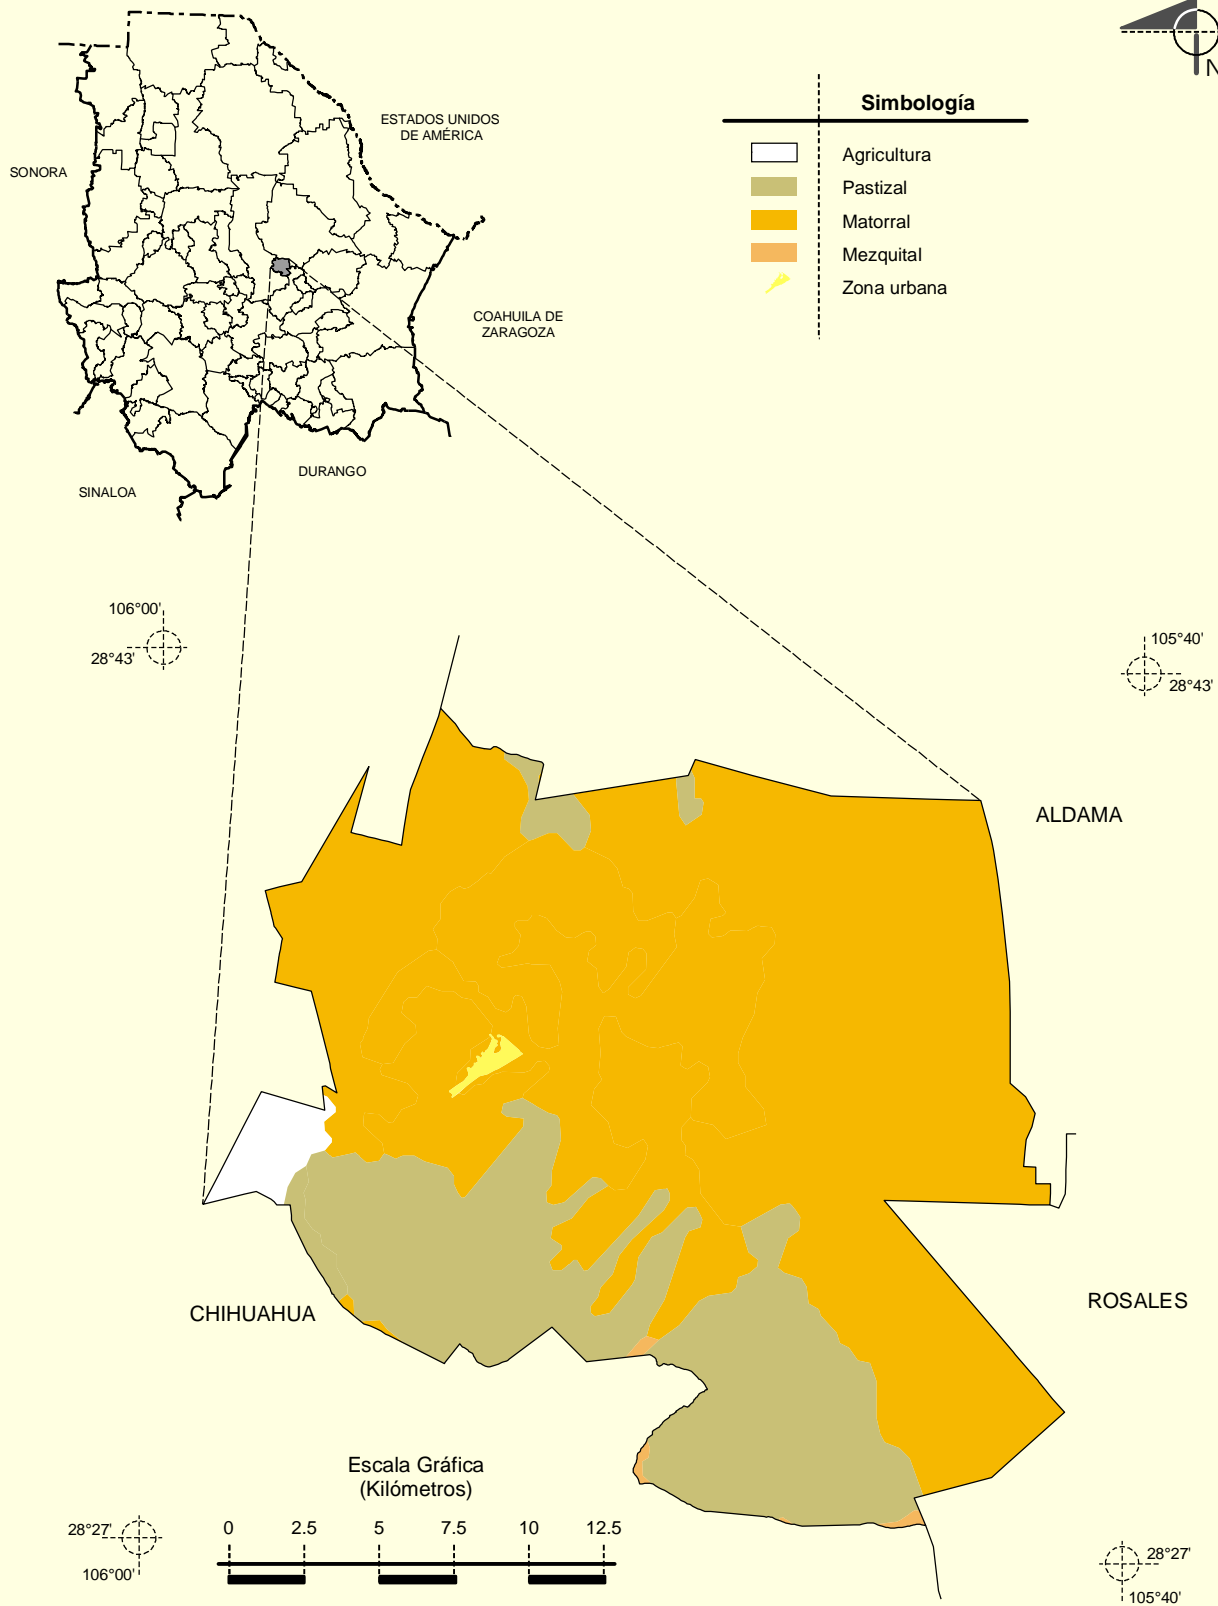 N
Simbología
Agricultura
Pastizal
Matorral
Mezquital
Zona urbana
ESTADOS UNIDOS
DE AMÉRICA
SONORA
COAHUILA DE
ZARAGOZA
DURANGO
SINALOA
106°00'
28°43'
105°40'
28°43'
ALDAMA
CHIHUAHUA
ROSALES
Escala Gráfica
(Kilómetros)
0 2.5 5 7.5 10 12.5
28°27'
106°00'
28°27'
105°40'